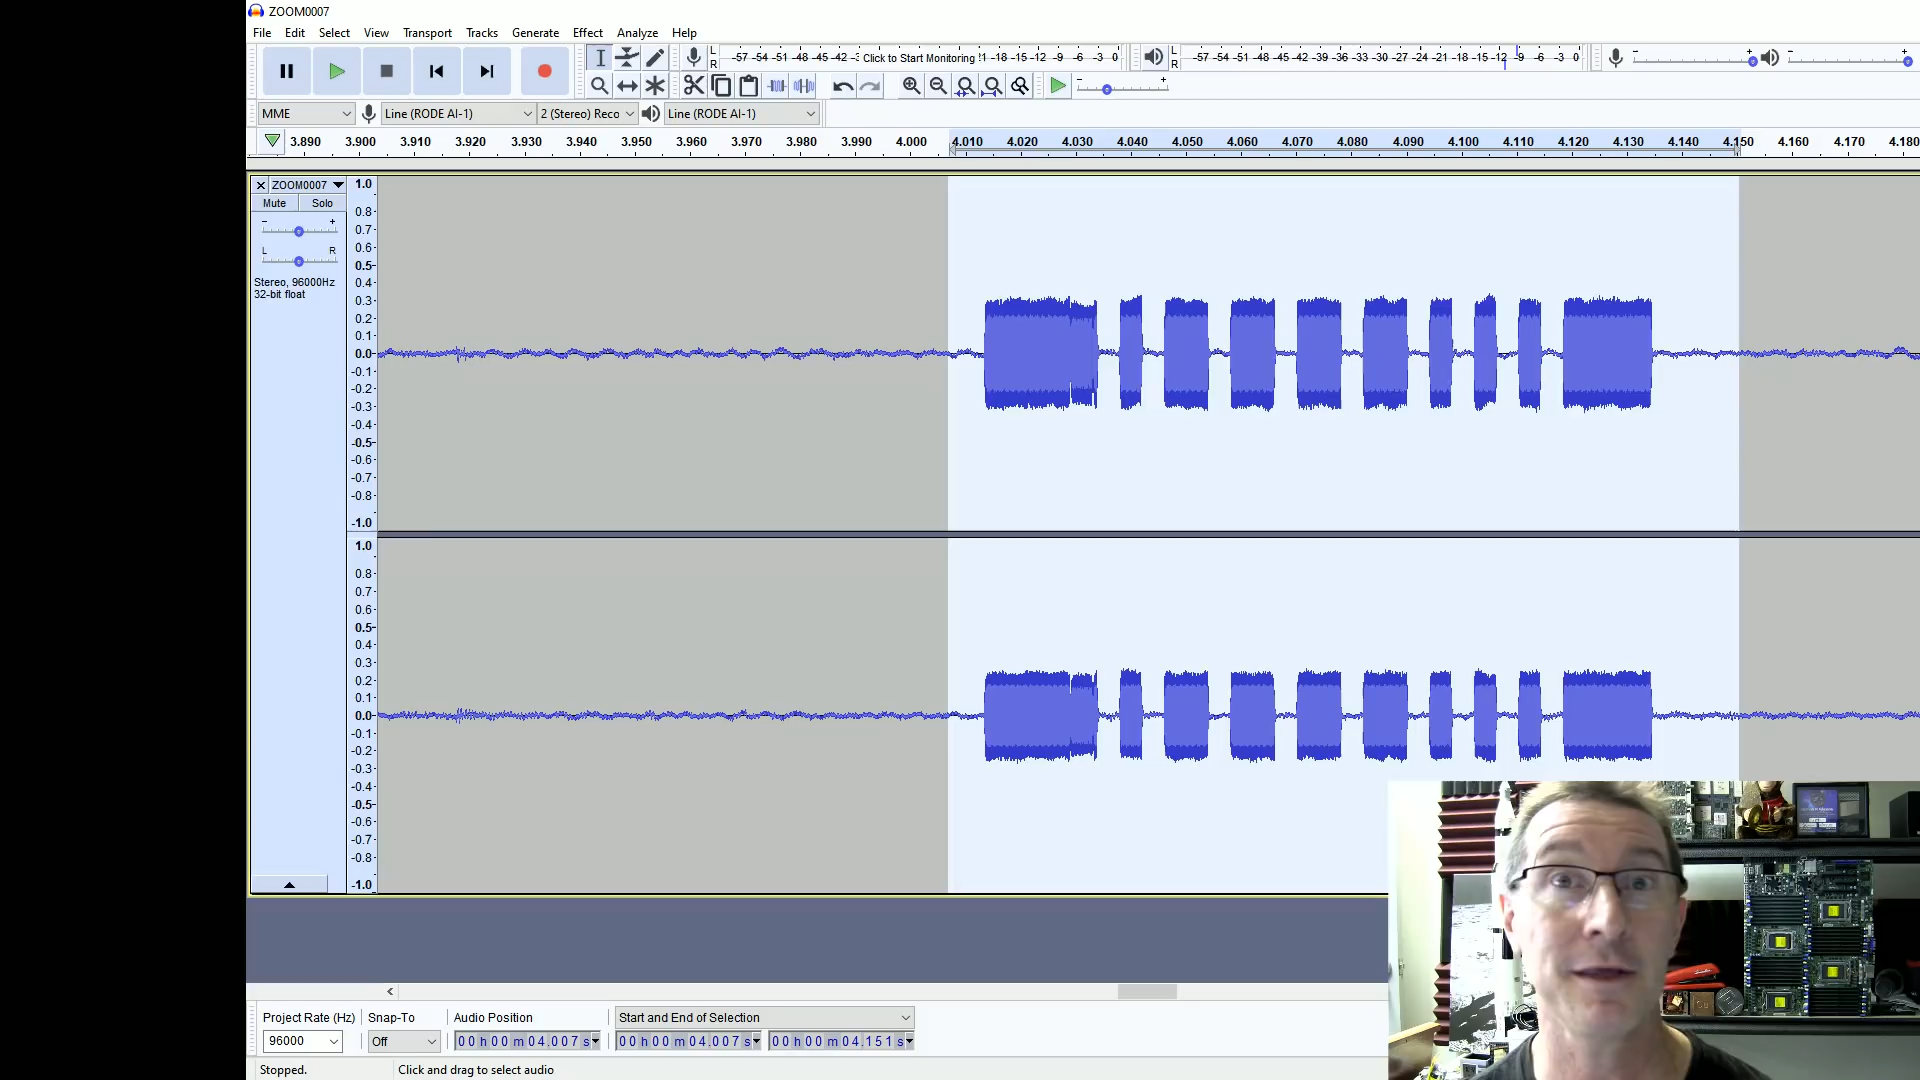 ZOOM0007
File Edit Select View Transport Tracks Generate Effect Analyze Help
L R -57 -54 -51 -48 -45 -42 -3 Click to Start Monitoring !1 -18 -15 -12 -9 -6 -3 0
L R -57 -54 -51 -48 -45 -42 -39 -36 -33 -30 -27 -24 -21 -18 -15 -12 -9 -6 -3 0
- + - +
- +
MME Line (RODE AI-1) 2 (Stereo) Reco Line (RODE AI-1)
3.890 3.900 3.910 3.920 3.930 3.940 3.950 3.960 3.970 3.980 3.990 4.000 4.010 4.020 4.030 4.040 4.050 4.060 4.070 4.080 4.090 4.100 4.110 4.120 4.130 4.140 4.150 4.160 4.170 4.180
ZOOM0007
Mute Solo
- +
L R
Stereo, 96000Hz
32-bit float
1.0
0.8
0.7
0.6
0.5
0.4
0.3
0.2
0.1
0.0
-0.1
-0.2
-0.3
-0.4
-0.5
-0.6
-0.7
-0.8
-1.0
1.0
0.8
0.7
0.6
0.5
0.4
0.3
0.2
0.1
0.0
-0.1
-0.2
-0.3
-0.4
-0.5
-0.6
-0.7
-0.8
-1.0
Project Rate (Hz) Snap-To Audio Position Start and End of Selection
96000 Off 00 h 00 m 04.007 s 00 h 00 m 04.007 s 00 h 00 m 04.151 s
Stopped. Click and drag to select audio